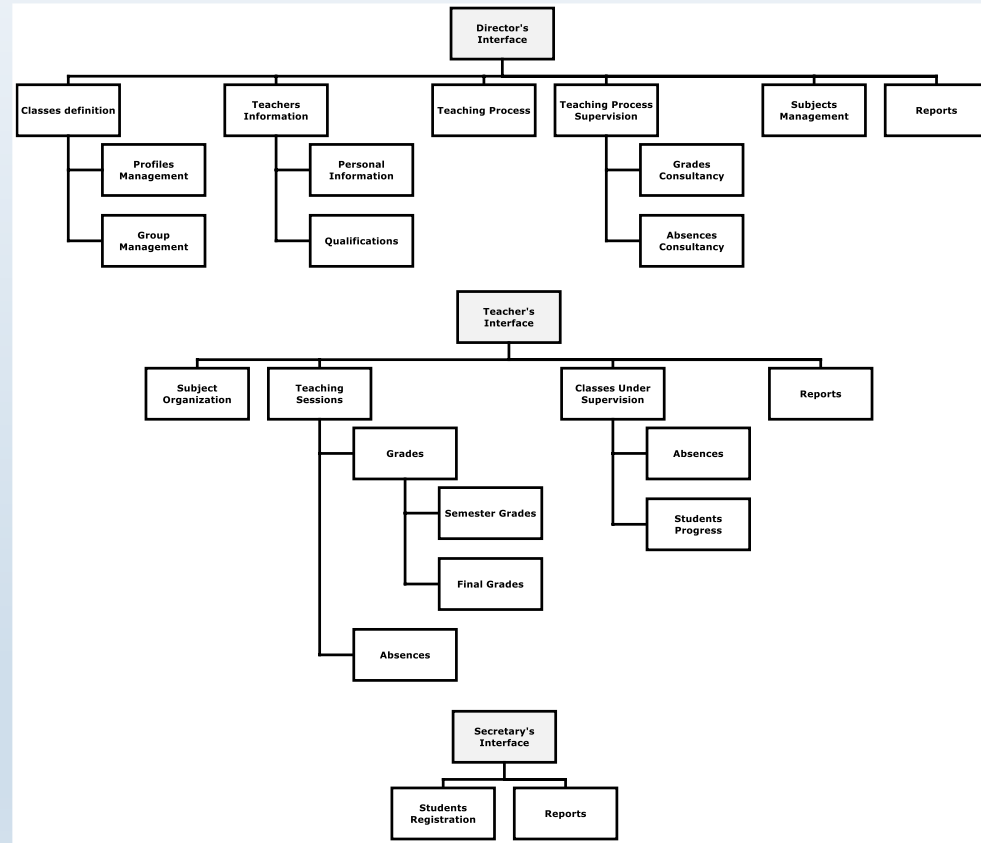 Director's
Interface
Classes definition
Teachers
Information
Teaching Process
Teaching Process
Supervision
Subjects
Management
Reports
Profiles
Management
Personal
Information
Grades
Consultancy
Group
Management
Qualifications
Absences
Consultancy
Teacher's
Interface
Subject
Organization
Teaching
Sessions
Classes Under
Supervision
Reports
Grades
Absences
Semester Grades
Students
Progress
Final Grades
Absences
Secretary's
Interface
Students
Registration
Reports